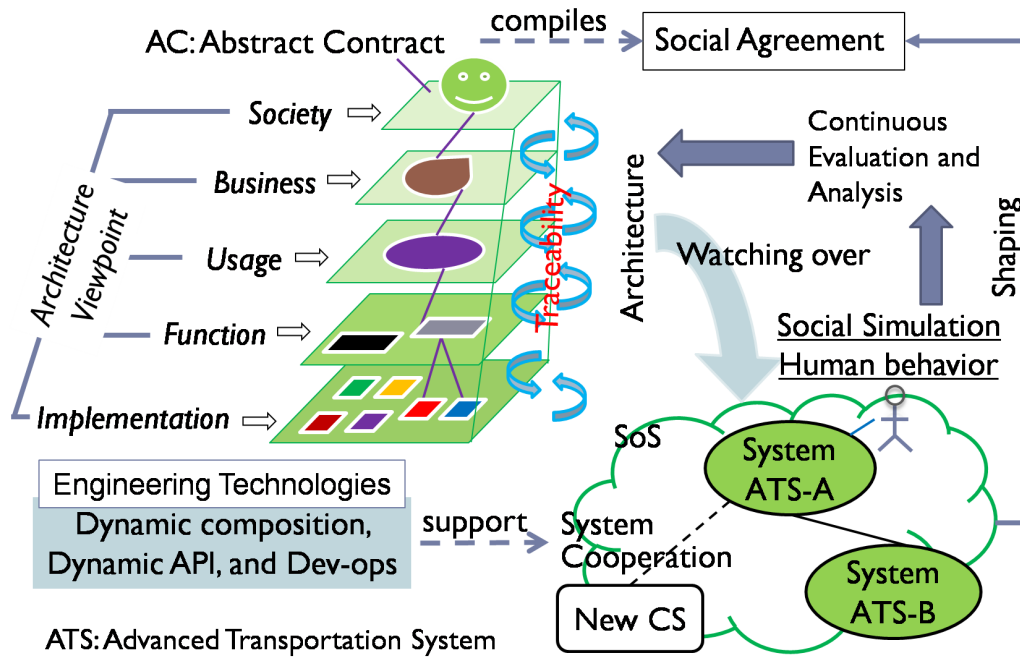 compiles
AC: Abstract Contract
Social Agreement
Society
Business
Usage
Function
Implementation
Architecture
Viewpoint
Traceability
Architecture
Continuous
Evaluation and
Analysis
Watching over
Shaping
Social Simulation
Human behavior
SoS
System
ATS-A
System
ATS-B
System
Cooperation
New CS
Engineering Technologies
Dynamic composition,
Dynamic API, and Dev-ops
support
ATS: Advanced Transportation System